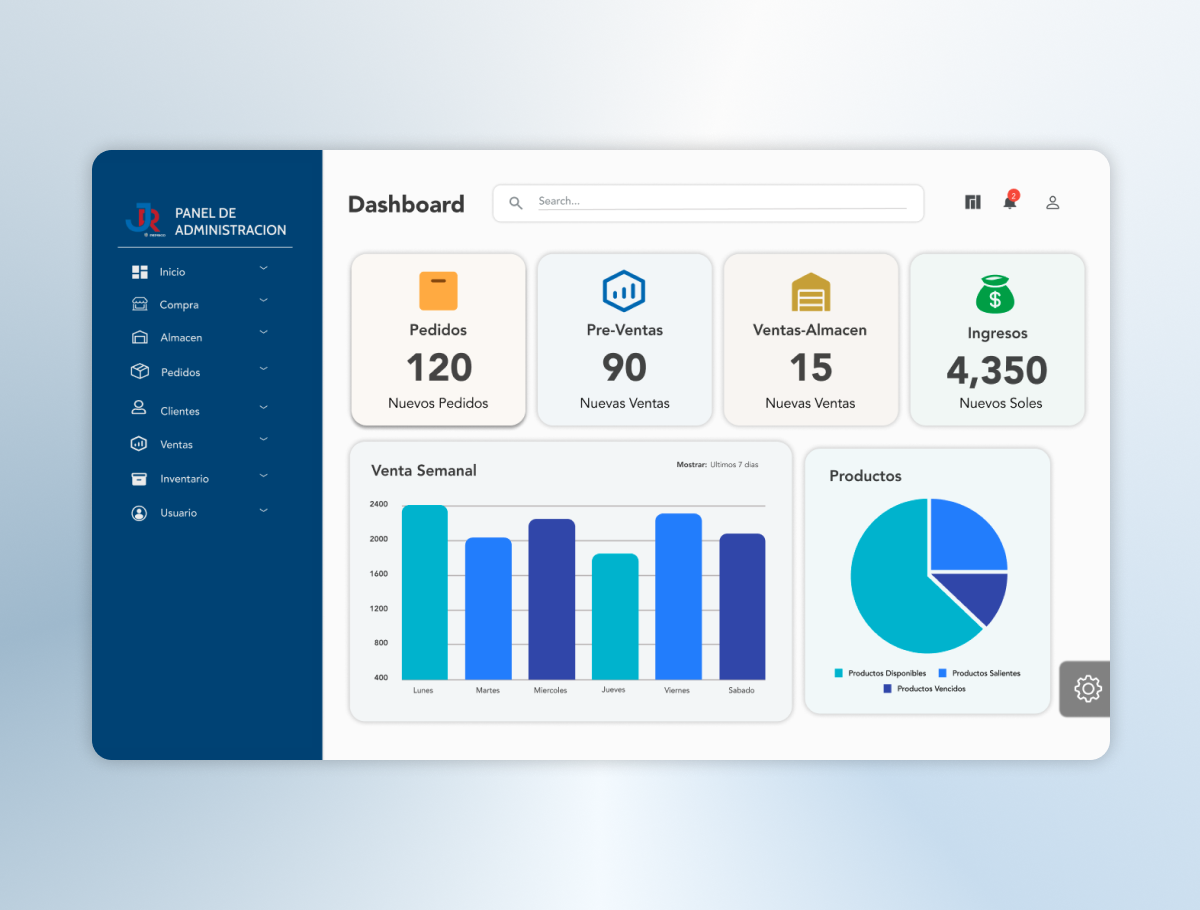 JR
PANEL DE
ADMINISTRACION
Inicio
Compra
Almacen
Pedidos
Clientes
Ventas
Inventario
Usuario
Dashboard
Search...
2
Pedidos
120
Nuevos Pedidos
Pre-Ventas
90
Nuevas Ventas
Ventas-Almacen
15
Nuevas Ventas
$
Ingresos
4,350
Nuevos Soles
Venta Semanal
Mostrar: Ultimos 7 dias
2400
2000
1600
1200
800
400
Lunes Martes Miercoles Jueves Viernes Sabado
Productos
Productos Disponibles Productos Salientes
Productos Vencidos